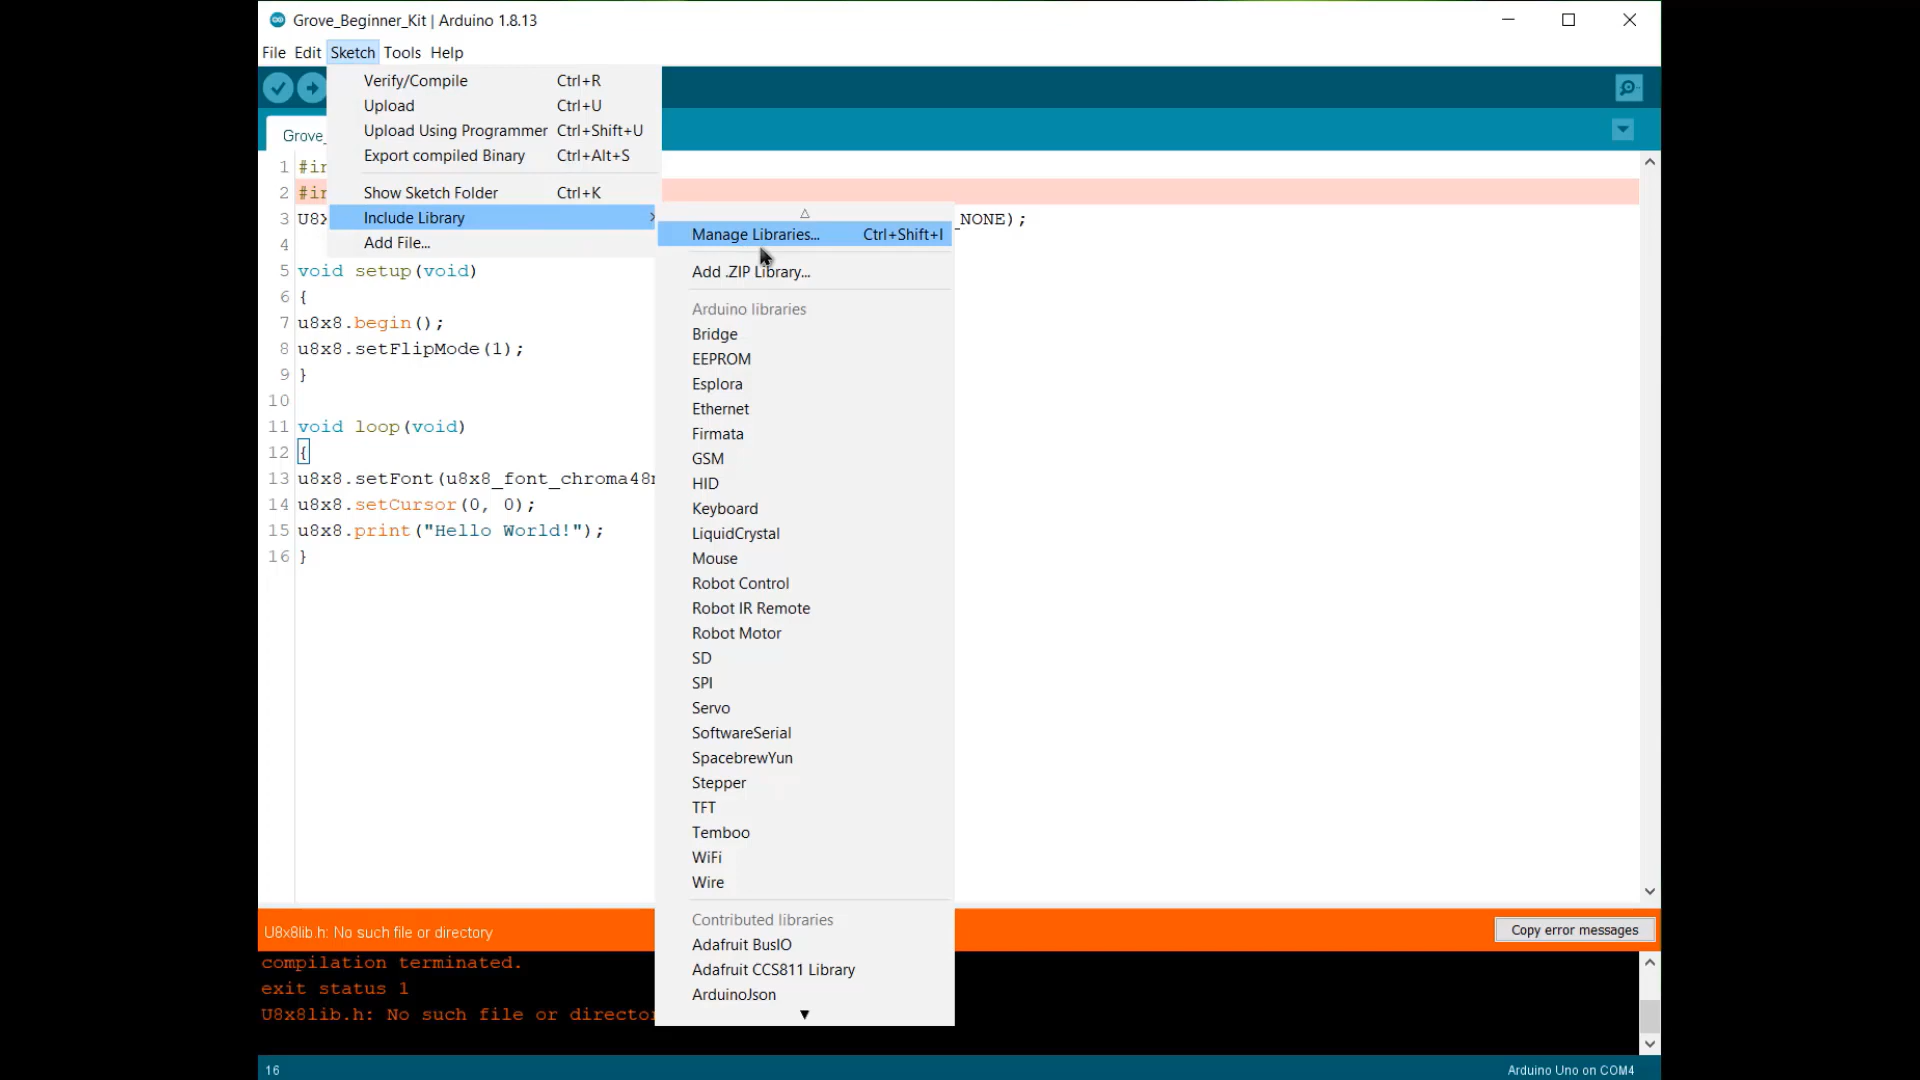 Grove_Beginner_Kit | Arduino 1.8.13
File Edit Sketch Tools Help
Verify/Compile Ctrl+R
Upload Ctrl+U
Upload Using Programmer Ctrl+Shift+U
Export compiled Binary Ctrl+Alt+S
Show Sketch Folder Ctrl+K
Include Library
Add File...
Grove_
1 #in
2 #in
3 U8X _NONE);
4
5 void setup(void)
6 {
7 u8x8.begin();
8 u8x8.setFlipMode(1);
9 }
10
11 void loop(void)
12 {
13 u8x8.setFont(u8x8_font_chroma48m
14 u8x8.setCursor(0, 0);
15 u8x8.print("Hello World!");
16 }
Manage Libraries... Ctrl+Shift+I
Add .ZIP Library...
Arduino libraries
Bridge
EEPROM
Esplora
Ethernet
Firmata
GSM
HID
Keyboard
LiquidCrystal
Mouse
Robot Control
Robot IR Remote
Robot Motor
SD
SPI
Servo
SoftwareSerial
SpacebrewYun
Stepper
TFT
Temboo
WiFi
Wire
Contributed libraries
Adafruit BusIO
Adafruit CCS811 Library
ArduinoJson
U8x8lib.h: No such file or directory
Copy error messages
compilation terminated.
exit status 1
U8x8lib.h: No such file or director
16
Arduino Uno on COM4